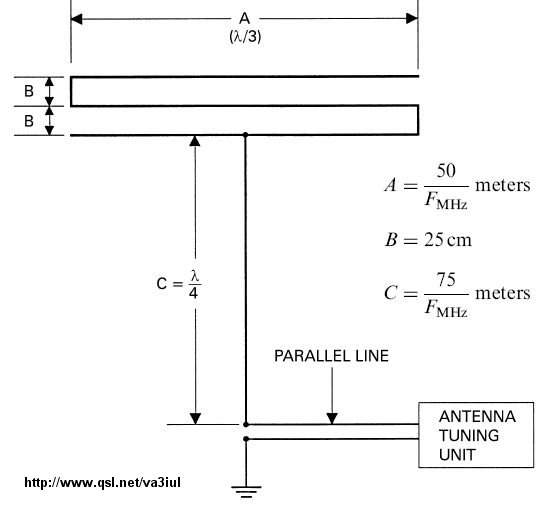 A
(λ/3)
B
B
A = 50/F_MHz meters
B = 25 cm
C = λ/4
C = 75/F_MHz meters
PARALLEL LINE
ANTENNA
TUNING
UNIT
http://www.qsl.net/va3iul